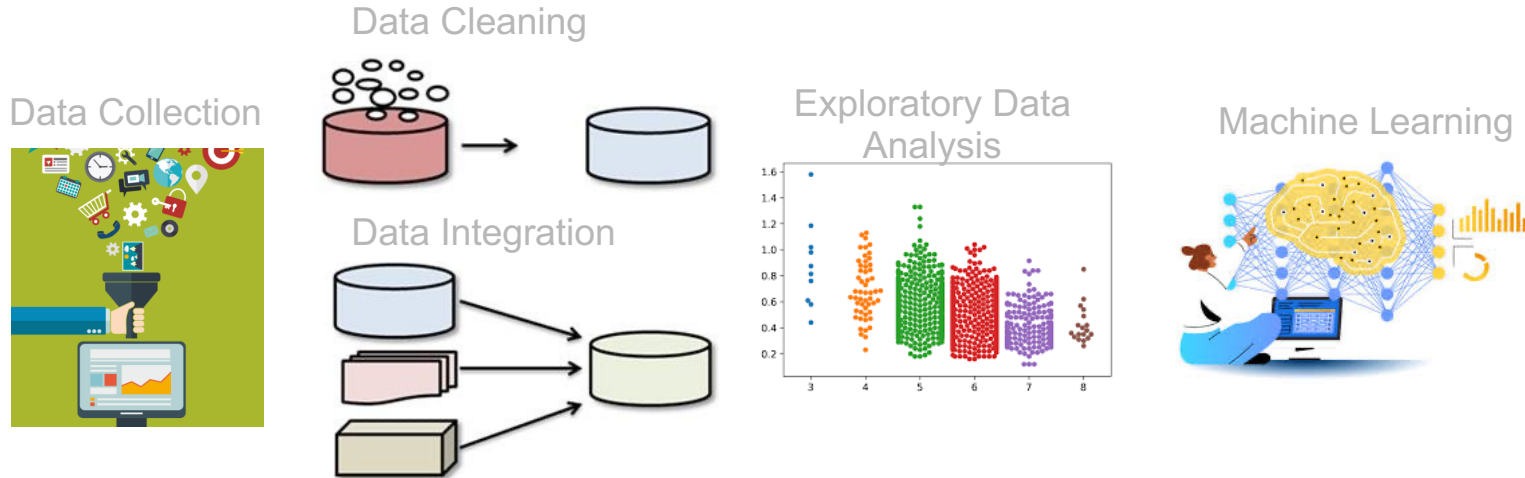 Data Collection
Data Cleaning
Data Integration
Exploratory Data
Analysis
1.6
1.4
1.2
1.0
0.8
0.6
0.4
0.2
3 4 5 6 7 8
Machine Learning